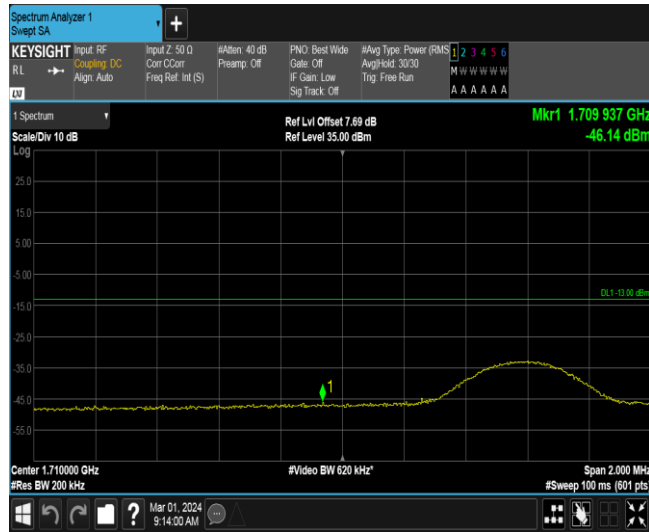 Spectrum Analyzer 1
Swept SA
+
KEYSIGHT Input: RF Input Z: 50 Ω #Atten: 40 dB PNO: Best Wide #Avg Type: Power (RMS 1 2 3 4 5 6
RL Coupling: DC Corr CCorr Preamp: Off Gate: Off Avg|Hold: 30/30 M W W W W W
Align: Auto Freq Ref: Int (S) IF Gain: Low Trig: Free Run
Sig Track: Off A A A A A A
LXI
1 Spectrum Ref Lvl Offset 7.69 dB Mkr1 1.709 937 GHz
Scale/Div 10 dB Ref Level 35.00 dBm -46.14 dBm
Log
25.0
15.0
5.00
-5.00
DL1 -13.00 dBm
-15.0
-25.0
-35.0
1
-45.0
-55.0
Center 1.710000 GHz #Video BW 620 kHz* Span 2.000 MHz
#Res BW 200 kHz #Sweep 100 ms (601 pts)
? Mar 01, 2024
9:14:00 AM